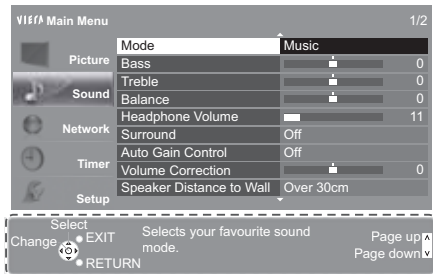 VIErA Main Menu 1/2
Picture
Sound
Network
Timer
Setup
Mode Music
Bass 0
Treble 0
Balance 0
Headphone Volume 11
Surround Off
Auto Gain Control Off
Volume Correction 0
Speaker Distance to Wall Over 30cm
Select
Change
EXIT
RETURN
Selects your favourite sound
mode.
Page up
Page down